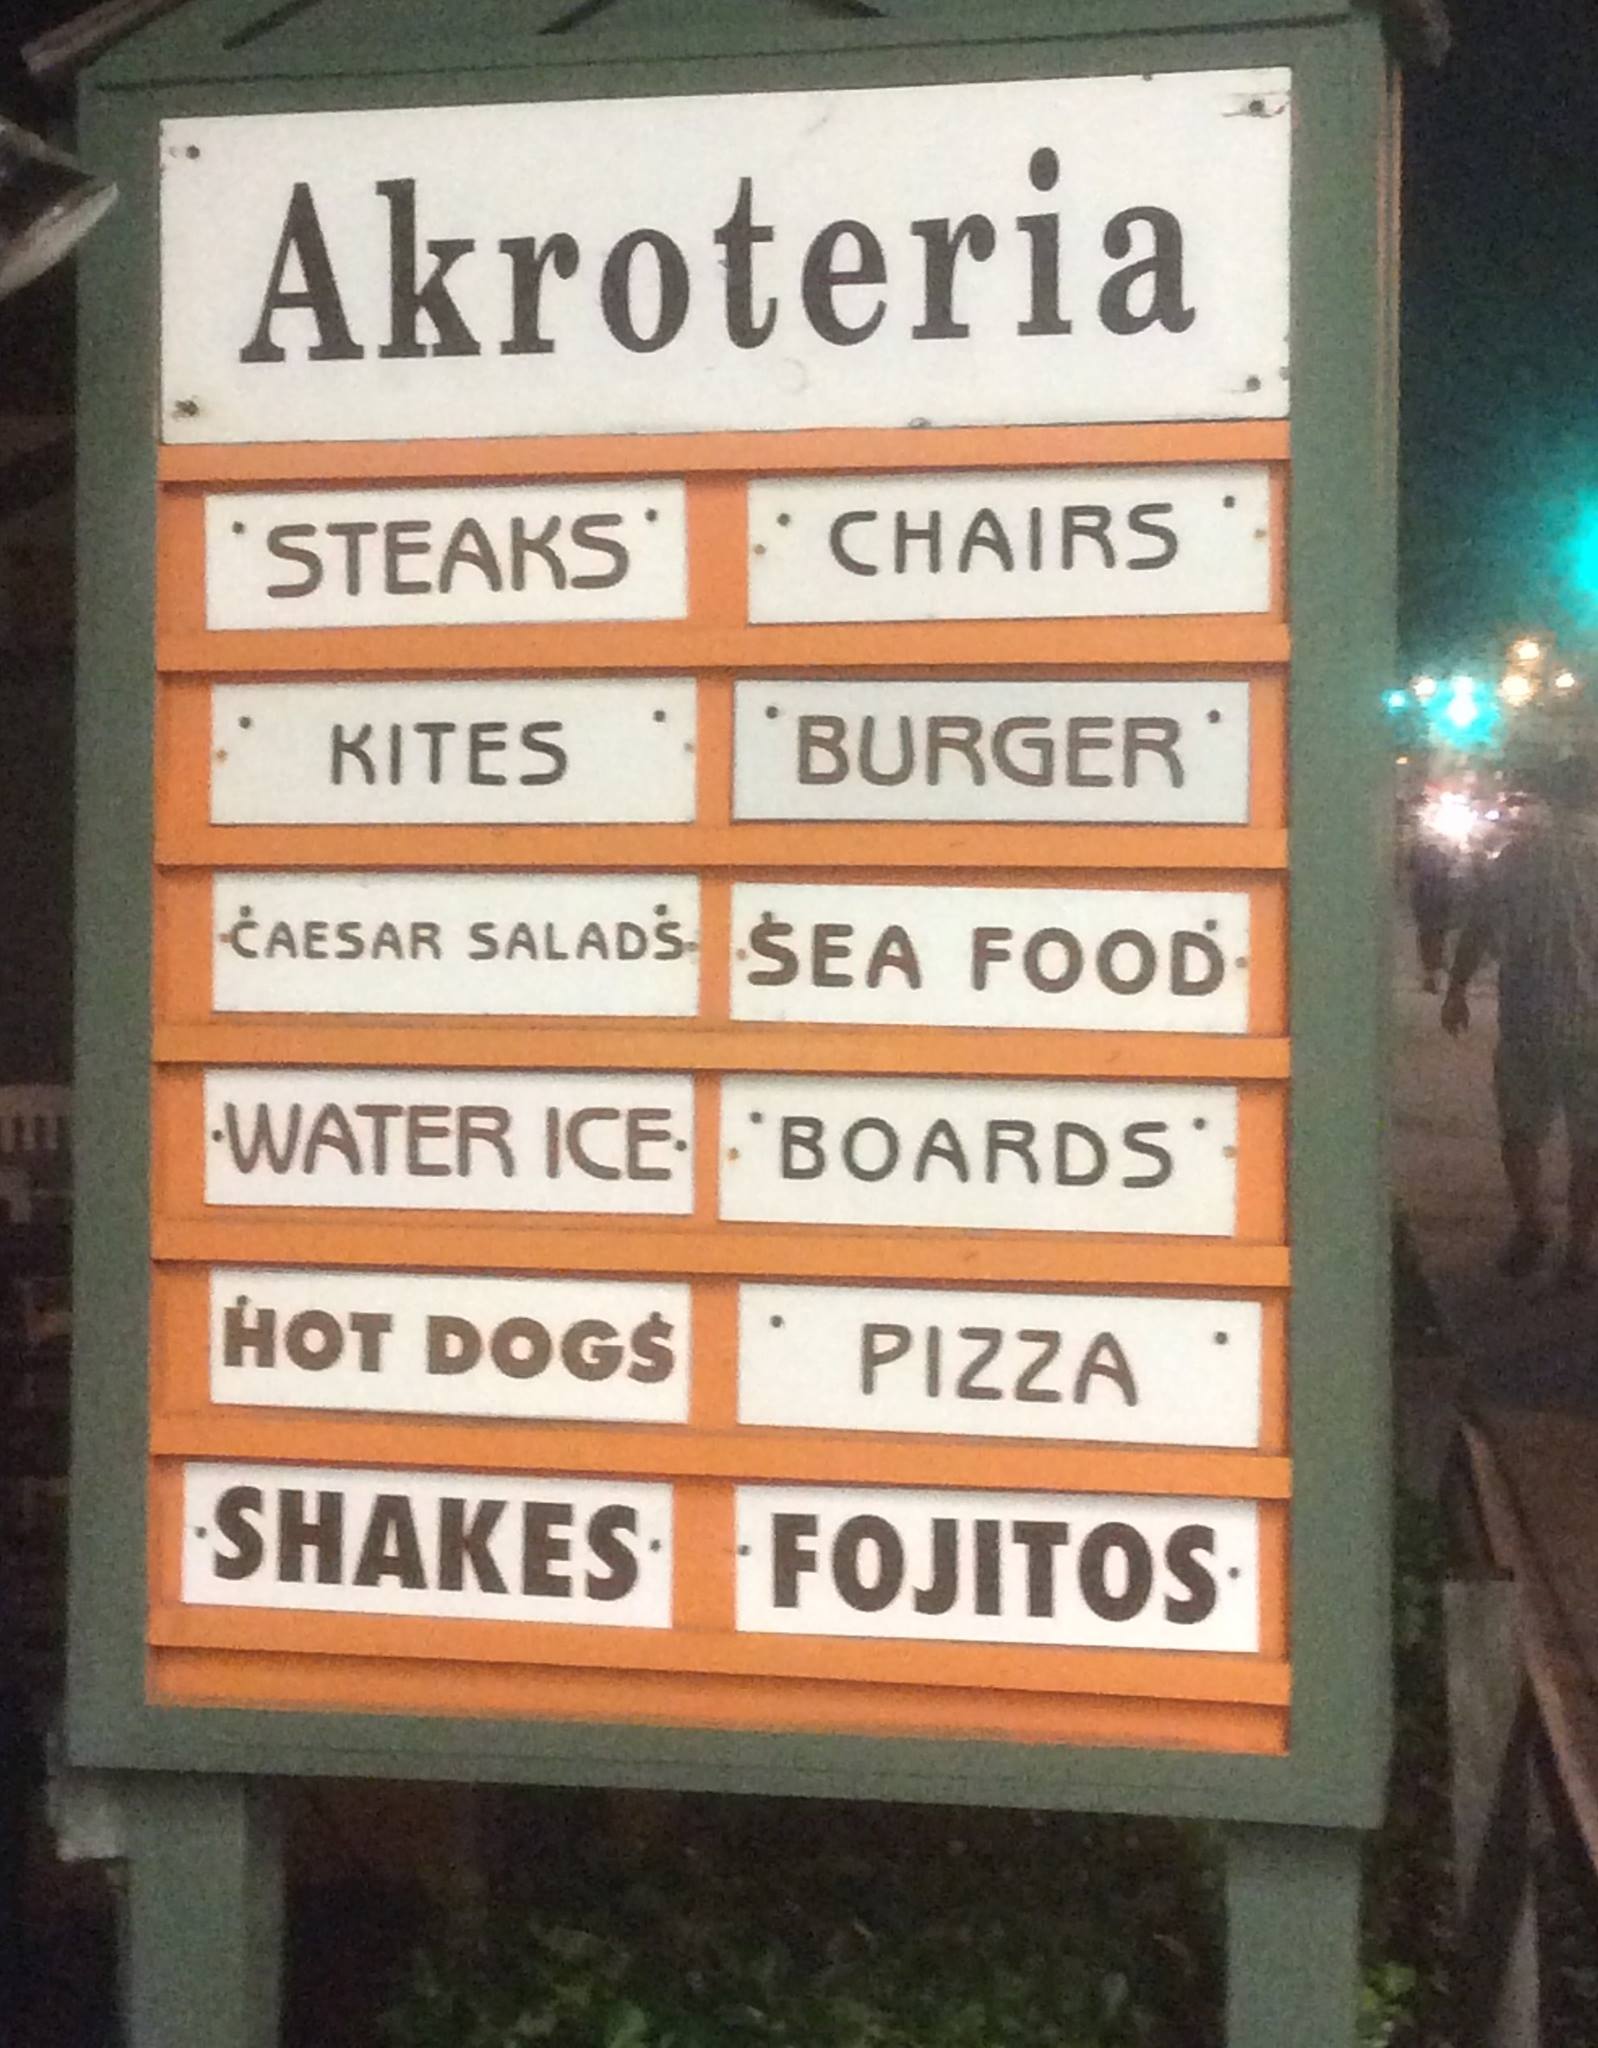 Akroteria
STEAKS CHAIRS
KITES BURGER
CAESAR SALADS SEA FOOD
WATER ICE BOARDS
HOT DOGS PIZZA
SHAKES FOJITOS